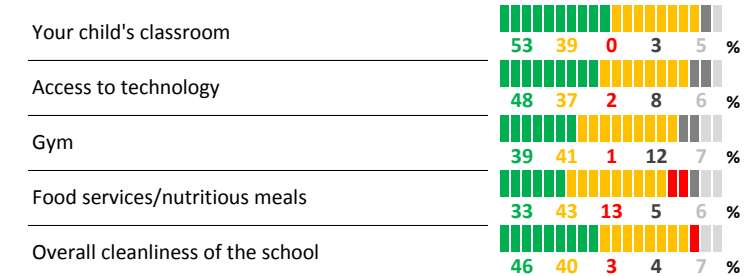 Your child's classroom
53 39 0 3 5 %
Access to technology
48 37 2 8 6 %
Gym
39 41 1 12 7 %
Food services/nutritious meals
33 43 13 5 6 %
Overall cleanliness of the school
46 40 3 4 7 %